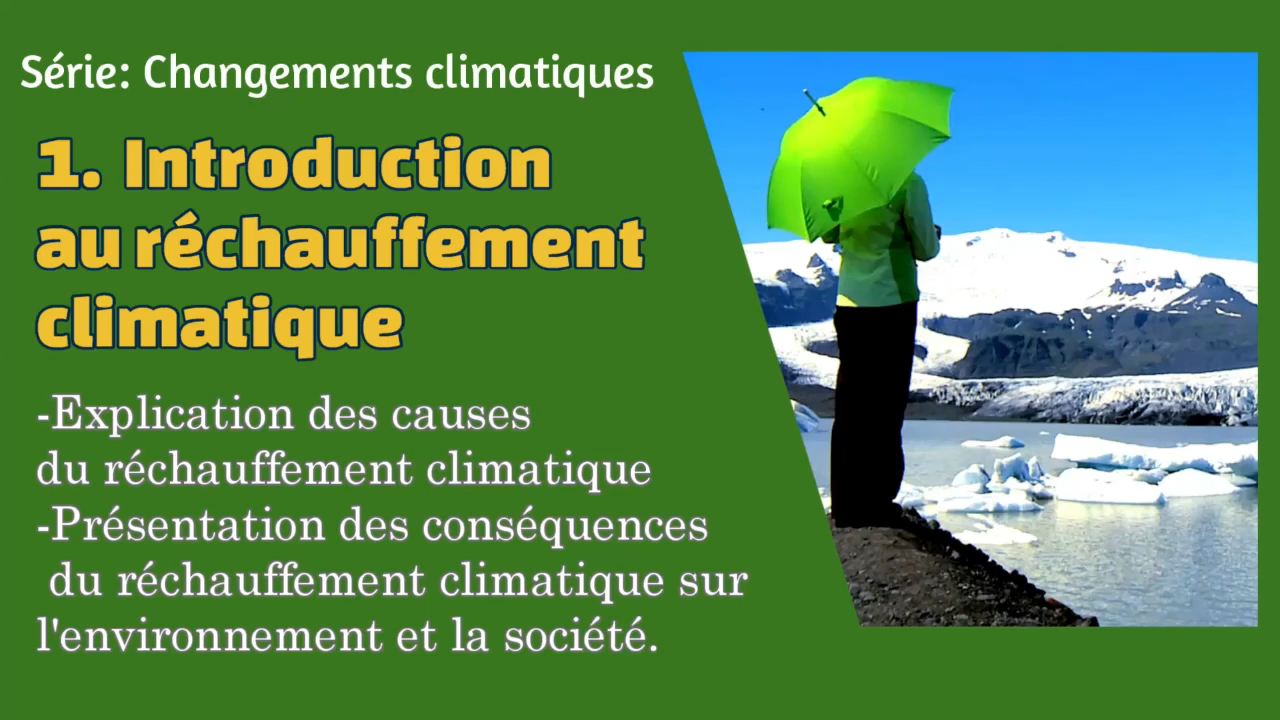 Série: Changements climatiques
1. Introduction
au réchauffement
climatique
-Explication des causes
du réchauffement climatique
-Présentation des conséquences
du réchauffement climatique sur
l'environnement et la société.